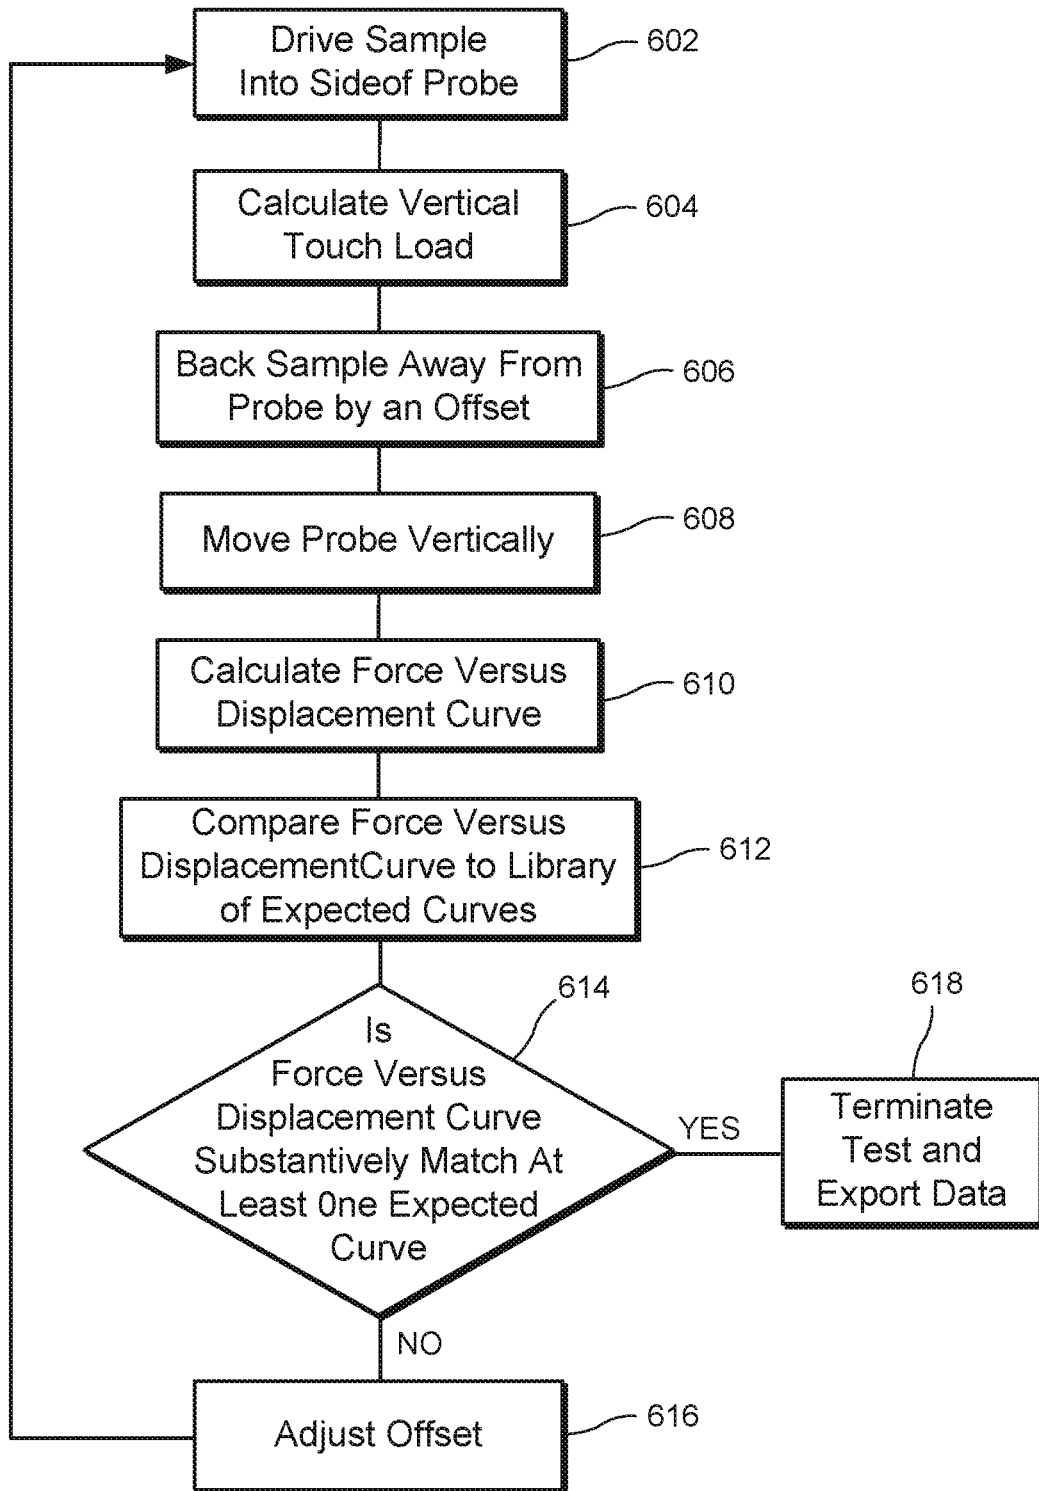 Drive Sample
Into Sideof Probe
602
Calculate Vertical
Touch Load
604
Back Sample Away From
Probe by an Offset
606
Move Probe Vertically
608
Calculate Force Versus
Displacement Curve
610
Compare Force Versus
DisplacementCurve to Library
of Expected Curves
612
614
Is
Force Versus
Displacement Curve
Substantively Match At
Least 0ne Expected
Curve
YES
618
Terminate
Test and
Export Data
NO
Adjust Offset
616